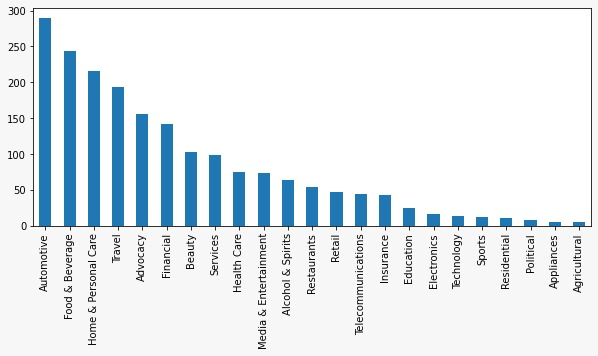 300
250
200
150
100
50
0
Automotive
Food & Beverage
Home & Personal Care
Travel
Advocacy
Financial
Beauty
Services
Health Care
Media & Entertainment
Alcohol & Spirits
Restaurants
Retail
Telecommunications
Insurance
Education
Electronics
Technology
Sports
Residential
Political
Appliances
Agricultural